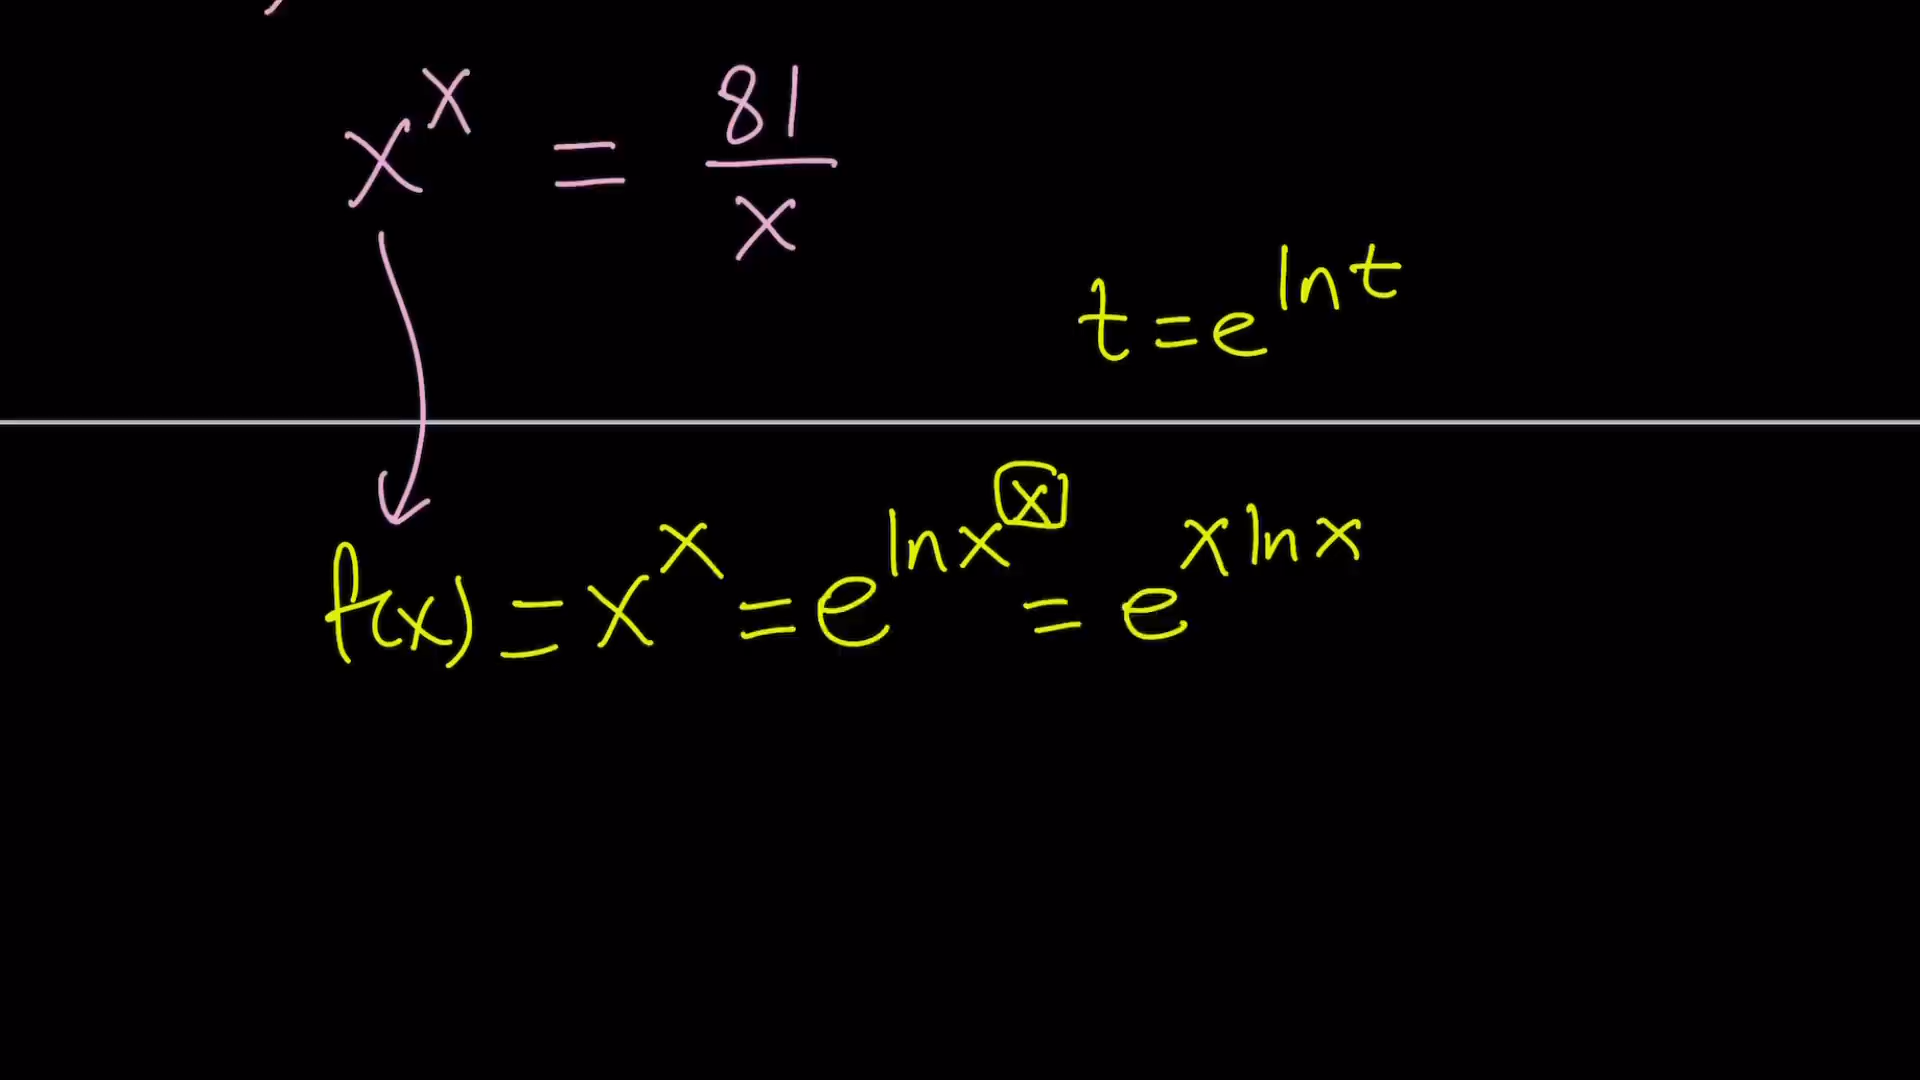 x^x = 81/x
t = e^{ln t}
f(x) = x^x = e^{ln x^x} = e^{x ln x}